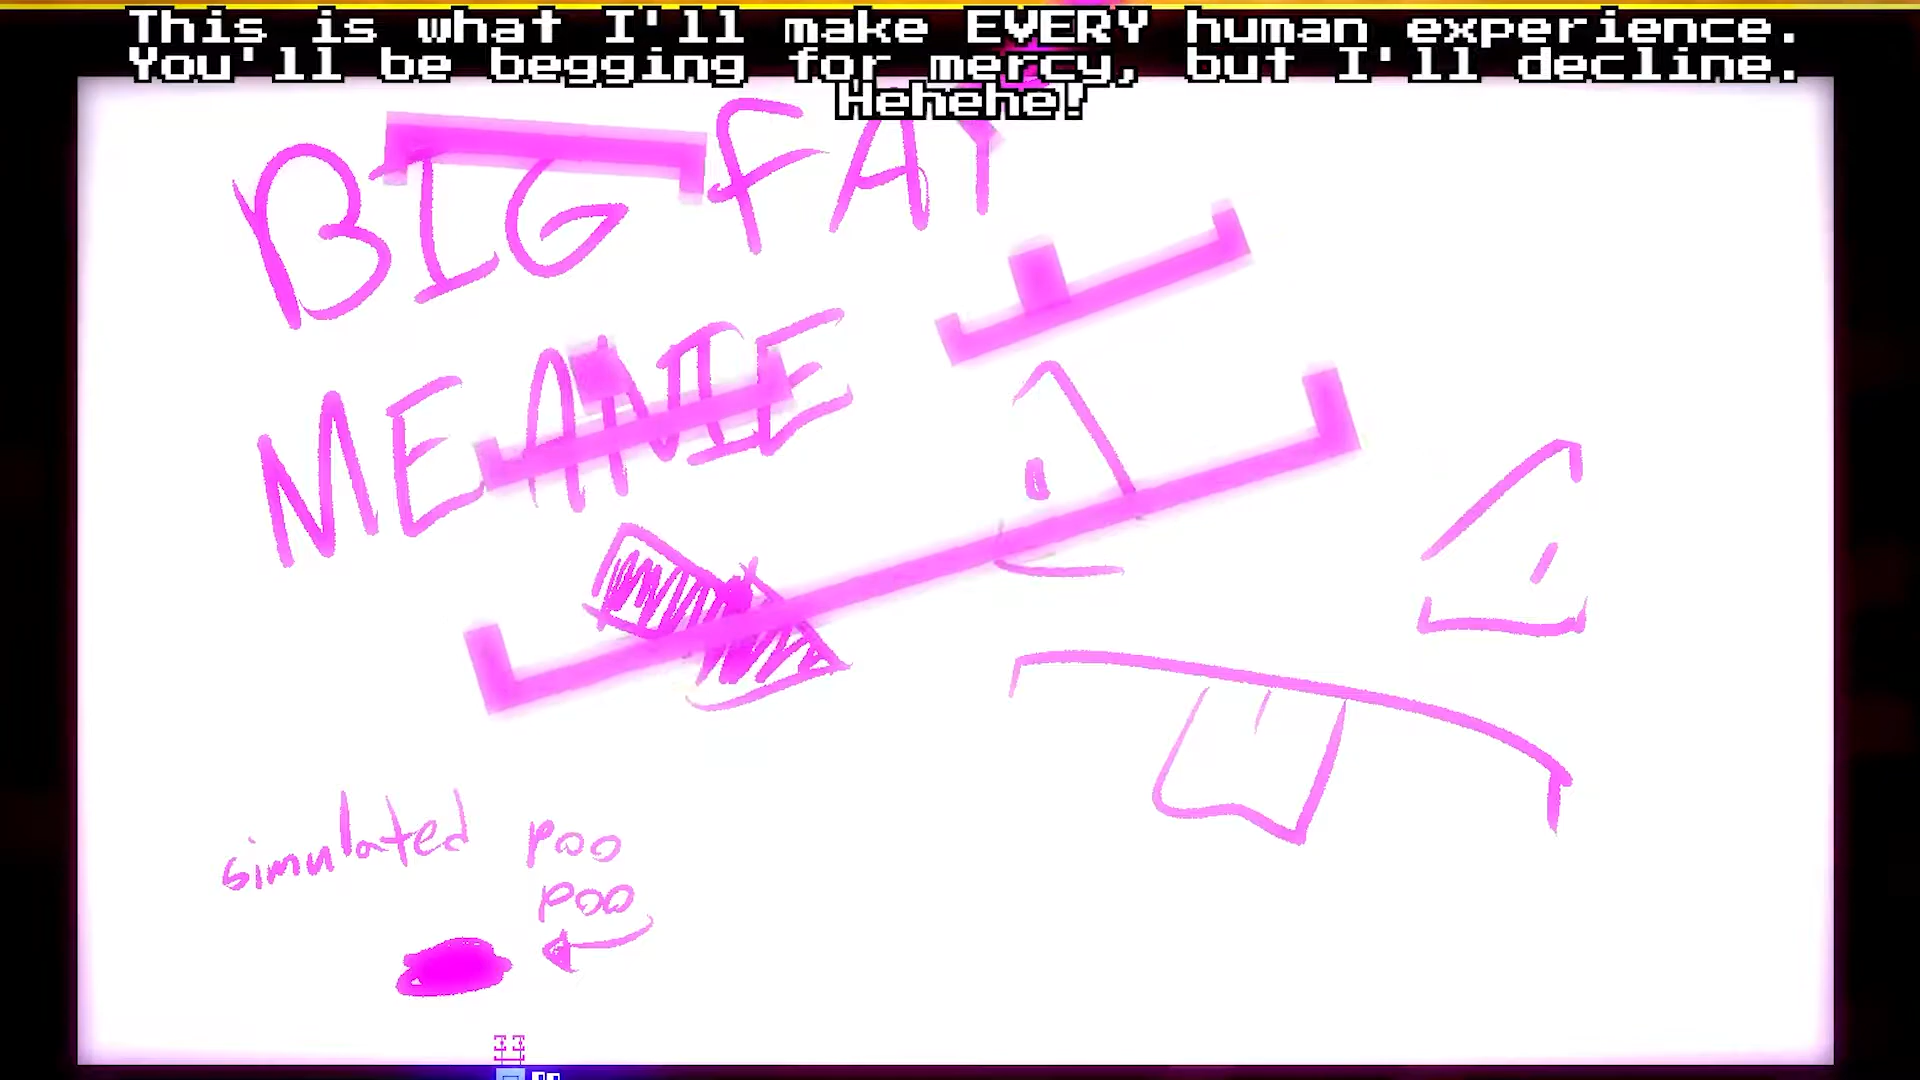 This is what I'll make EVERY human experience.
You'll be begging for mercy, but I'll decline.
Hehehe!
BIG FAT
MEANIE
simulated poo
poo